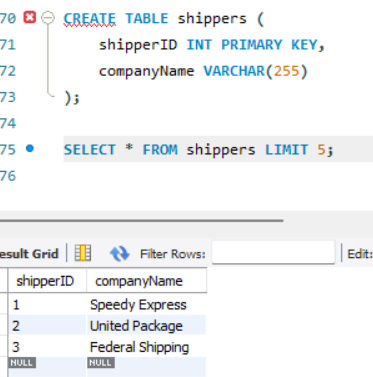 70 CREATE TABLE shippers (
71 shipperID INT PRIMARY KEY,
72 companyName VARCHAR(255)
73 );
74
75 SELECT * FROM shippers LIMIT 5;
76
esult Grid Filter Rows: Edit:
shipperID companyName
1 Speedy Express
2 United Package
3 Federal Shipping
NULL NULL